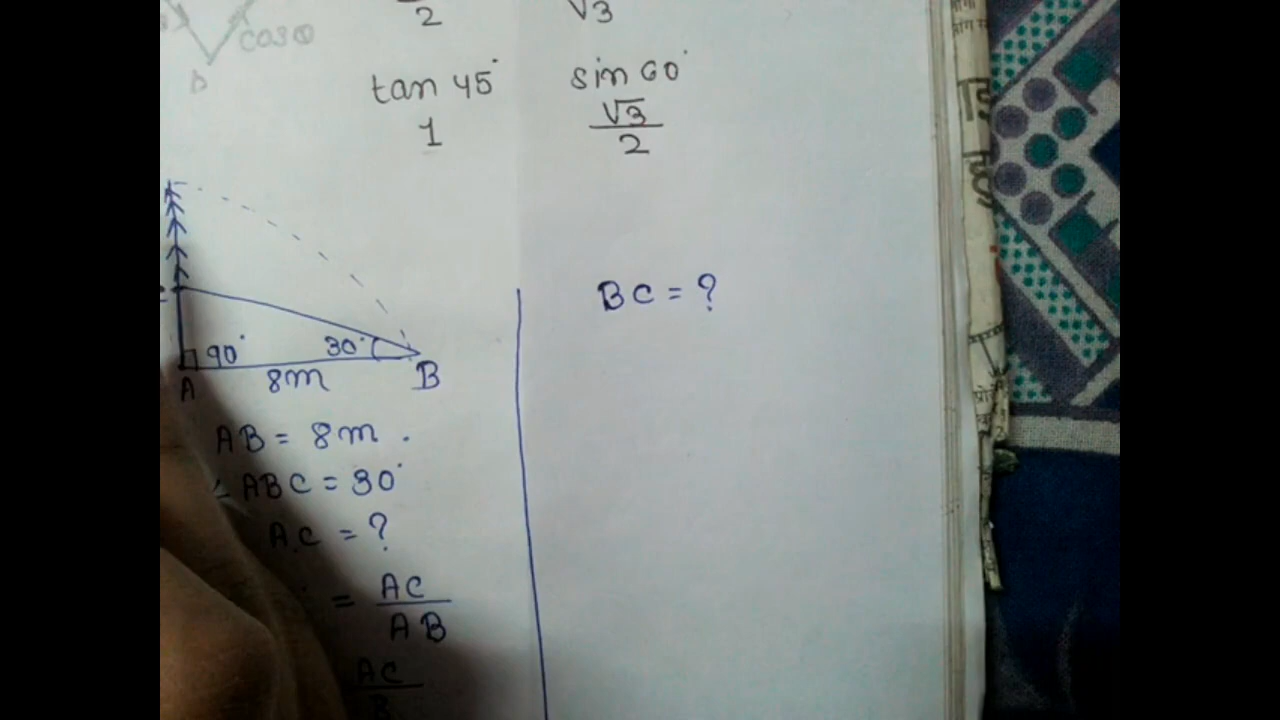 cosθ
2 √3
tan 45° sin 60°
1 √3/2
90° 30°
A 8m B
BC = ?
AB = 8m.
∠ABC = 30°
AC = ?
= AC/AB
AC